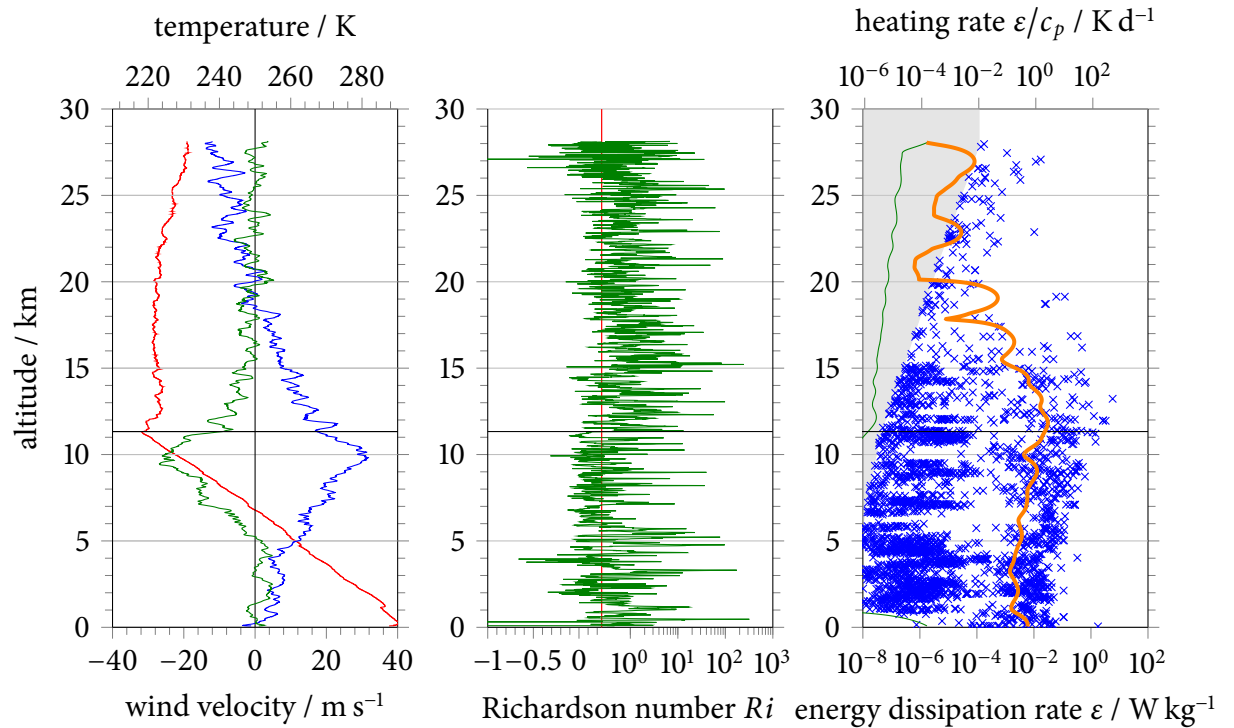 temperature / K
220 240 260 280
30
25
20
15
10
5
0
−40 −20 0 20 40
wind velocity / m s⁻¹
altitude / km
30
25
20
15
10
5
0
−1 −0.5 0 10⁰ 10¹ 10² 10³
Richardson number Ri
heating rate ε/cₚ / K d⁻¹
10⁻⁶ 10⁻⁴ 10⁻² 10⁰ 10²
30
25
20
15
10
5
0
10⁻⁸ 10⁻⁶ 10⁻⁴ 10⁻² 10⁰ 10²
energy dissipation rate ε / W kg⁻¹